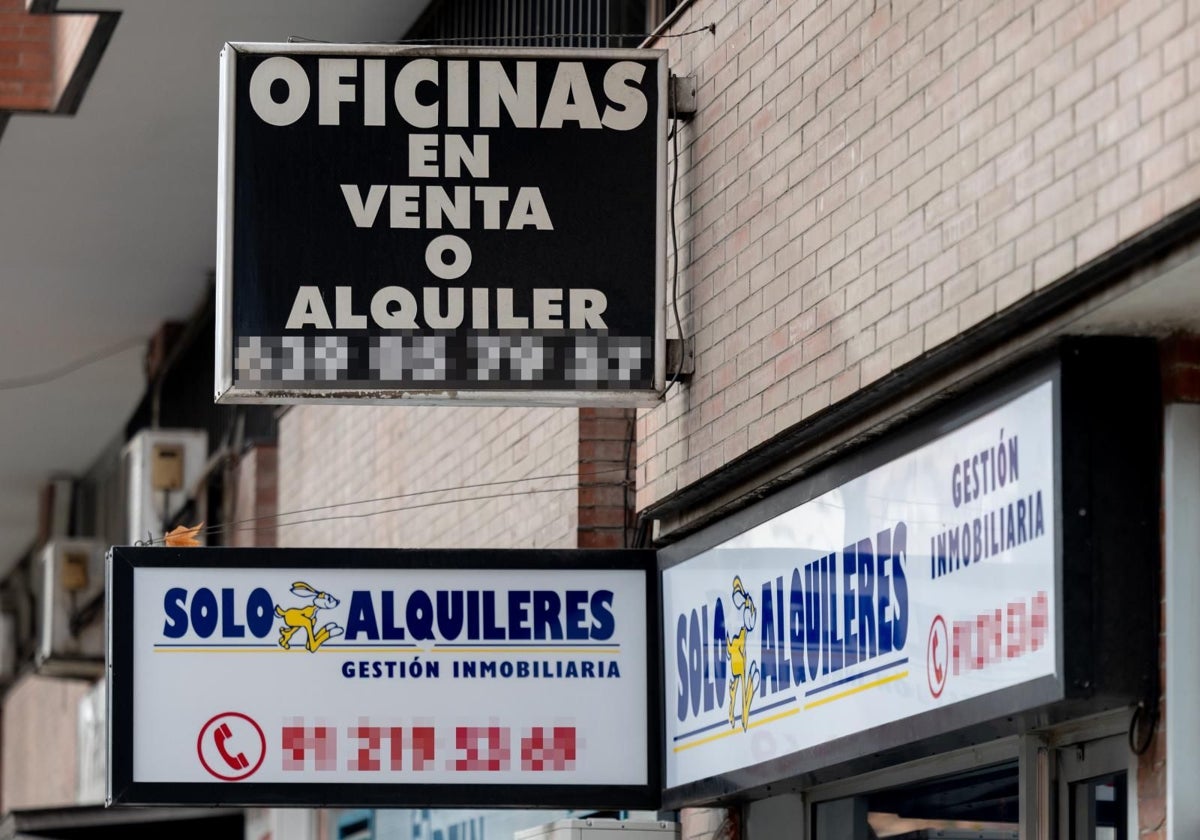 OFICINAS
EN
VENTA
O
ALQUILER
SOLO ALQUILERES
GESTIÓN INMOBILIARIA
SOLO ALQUILERES
GESTIÓN
INMOBILIARIA